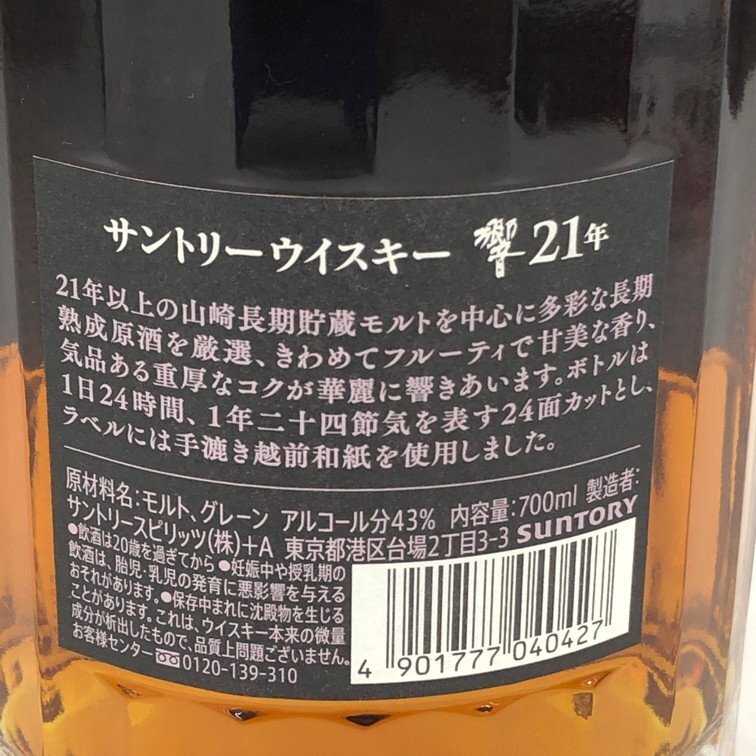 サントリーウイスキー 響21年
21年以上の山崎長期貯蔵モルトを中心に多彩な長期
熟成原酒を厳選、きわめてフルーティで甘美な香り、
気品ある重厚なコクが華麗に響きあいます。ボトルは
1日24時間、1年二十四節気を表す24面カットとし、
ラベルには手漉き越前和紙を使用しました。
原材料名:モルト、グレーン アルコール分43% 内容量:700ml 製造者:
サントリースピリッツ(株)+A 東京都港区台場2丁目3-3 SUNTORY
●飲酒は20歳を過ぎてから ●妊娠中や授乳期の
飲酒は、胎児・乳児の発育に悪影響を与える
おそれがあります。●保存中まれに沈殿物を生じる
ことがあります。これは、ウイスキー本来の微量
成分が析出したもので、品質上問題ございません。
お客様センター 0120-139-310
4 901777 040427